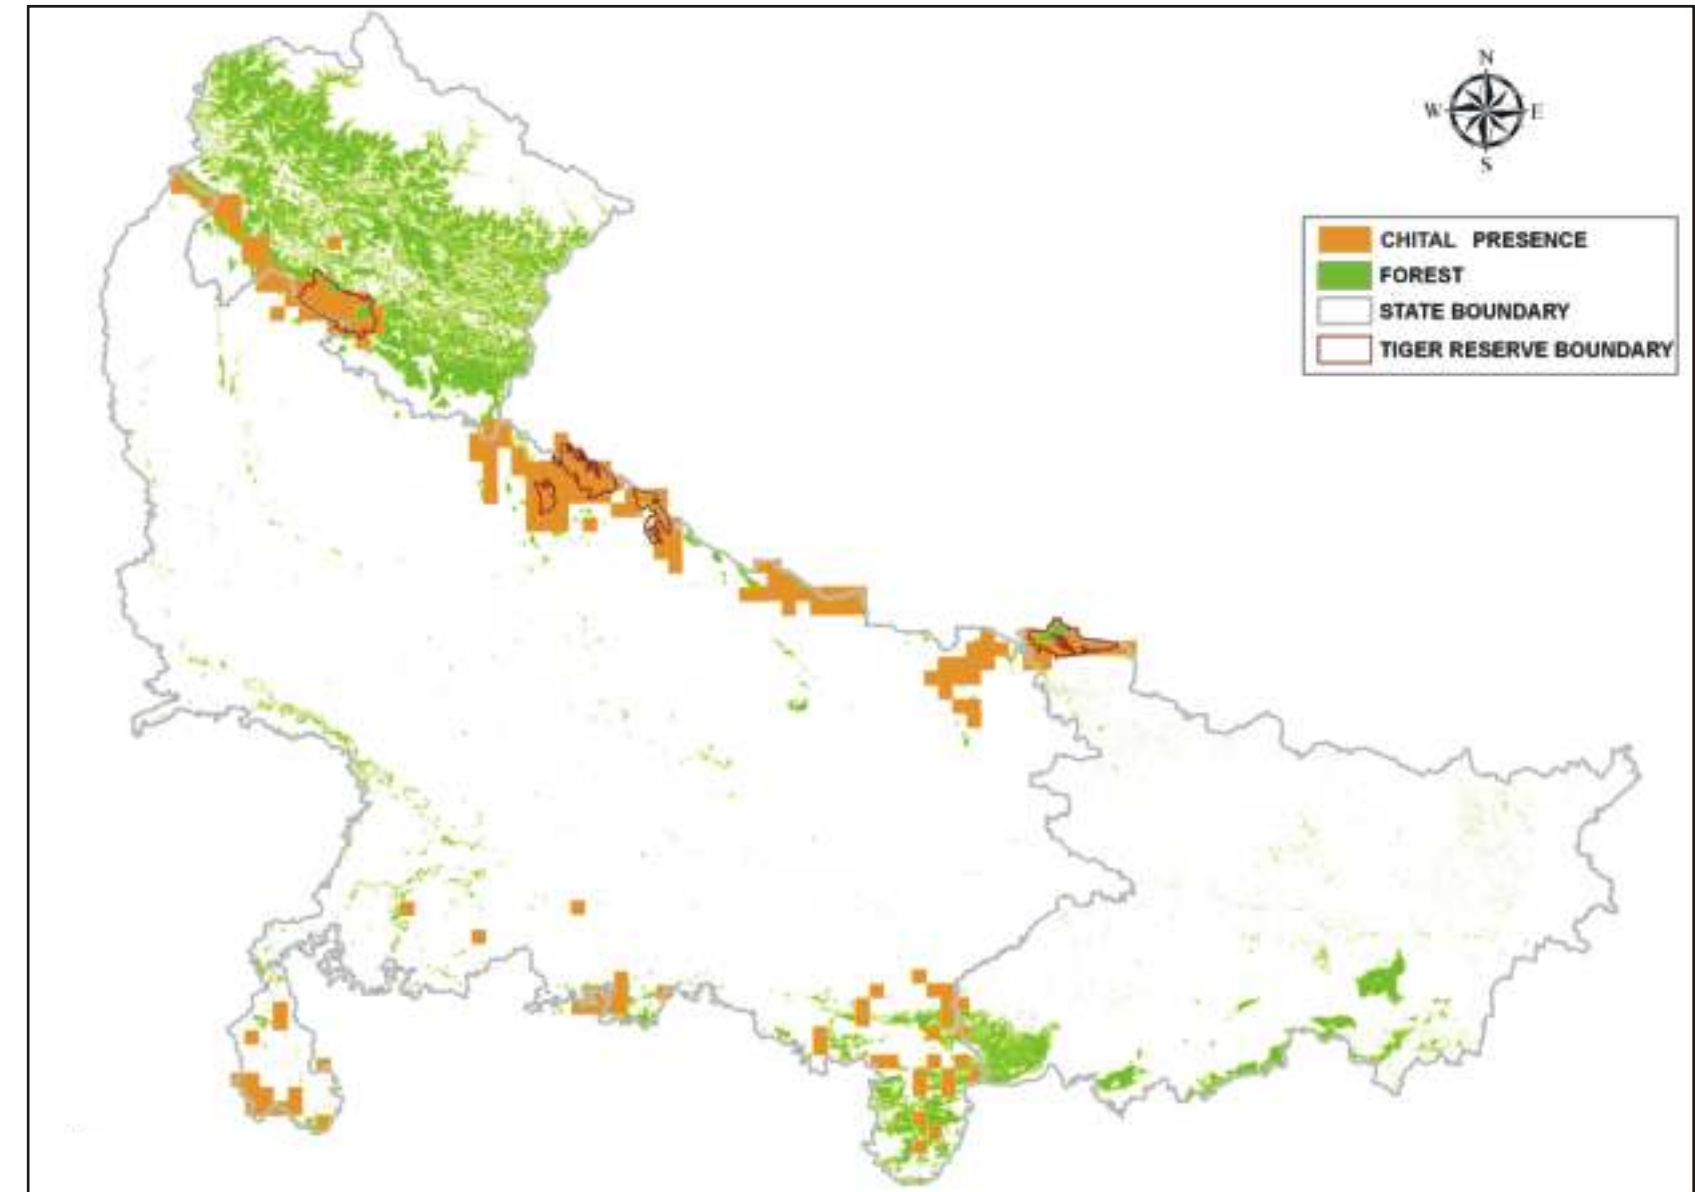 N
W E
S
CHITAL PRESENCE
FOREST
STATE BOUNDARY
TIGER RESERVE BOUNDARY